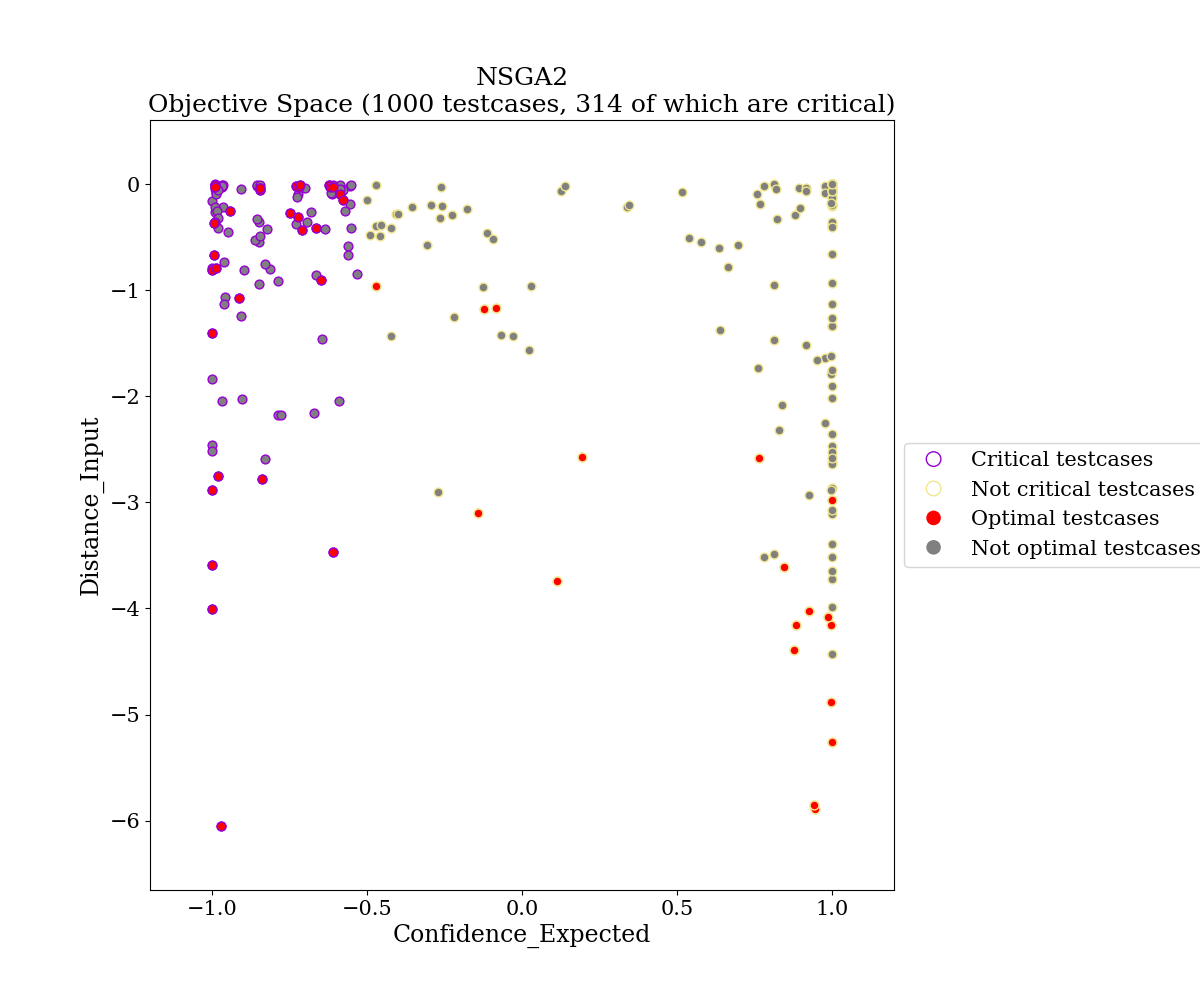 NSGA2
Objective Space (1000 testcases, 314 of which are critical)
0
−1
−2
−3
−4
−5
−6
Distance_Input
−1.0
−0.5
0.0
0.5
1.0
Confidence_Expected
Critical testcases
Not critical testcases
Optimal testcases
Not optimal testcases